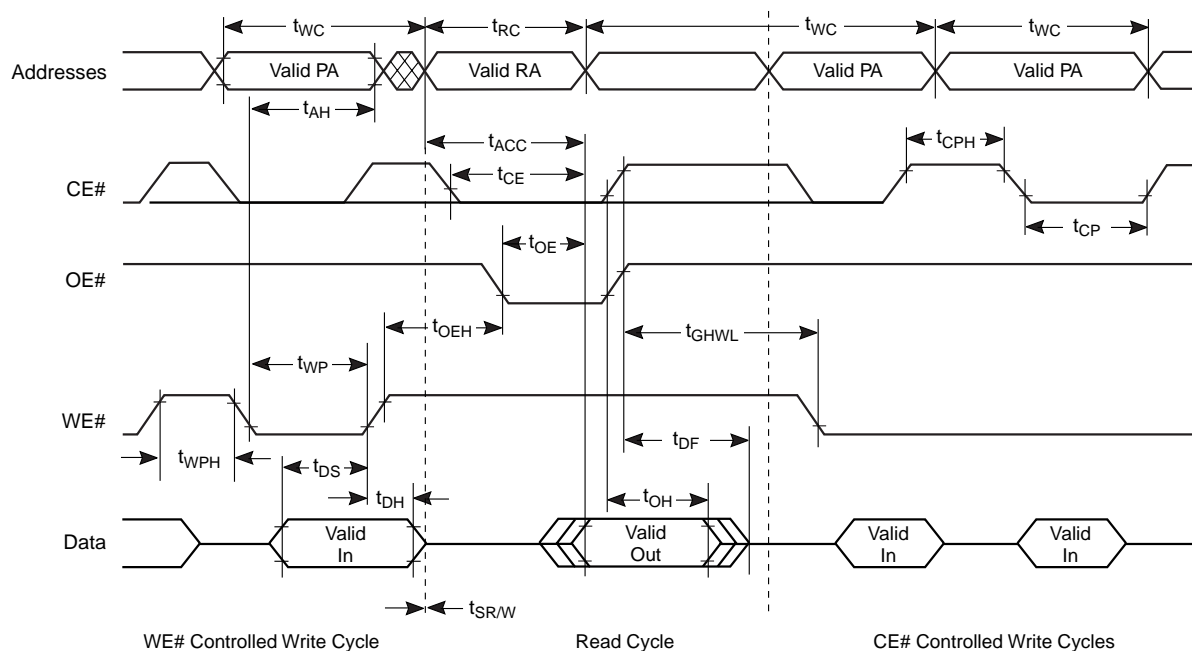 tWC
tRC
tWC
tWC
Addresses
Valid PA
Valid RA
Valid PA
Valid PA
tAH
tACC
tCPH
CE#
tCE
tCP
tOE
OE#
tOEH
tGHWL
tWP
WE#
tWPH
tDS
tDF
tDH
tOH
Data
Valid
In
Valid
Out
Valid
In
Valid
In
tSR/W
WE# Controlled Write Cycle
Read Cycle
CE# Controlled Write Cycles